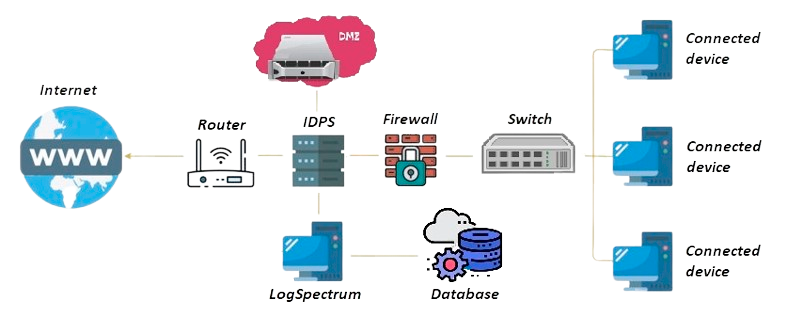 DMZ
Internet
WWW
Router
IDPS
Firewall
Switch
Connected
device
Connected
device
Connected
device
LogSpectrum
Database